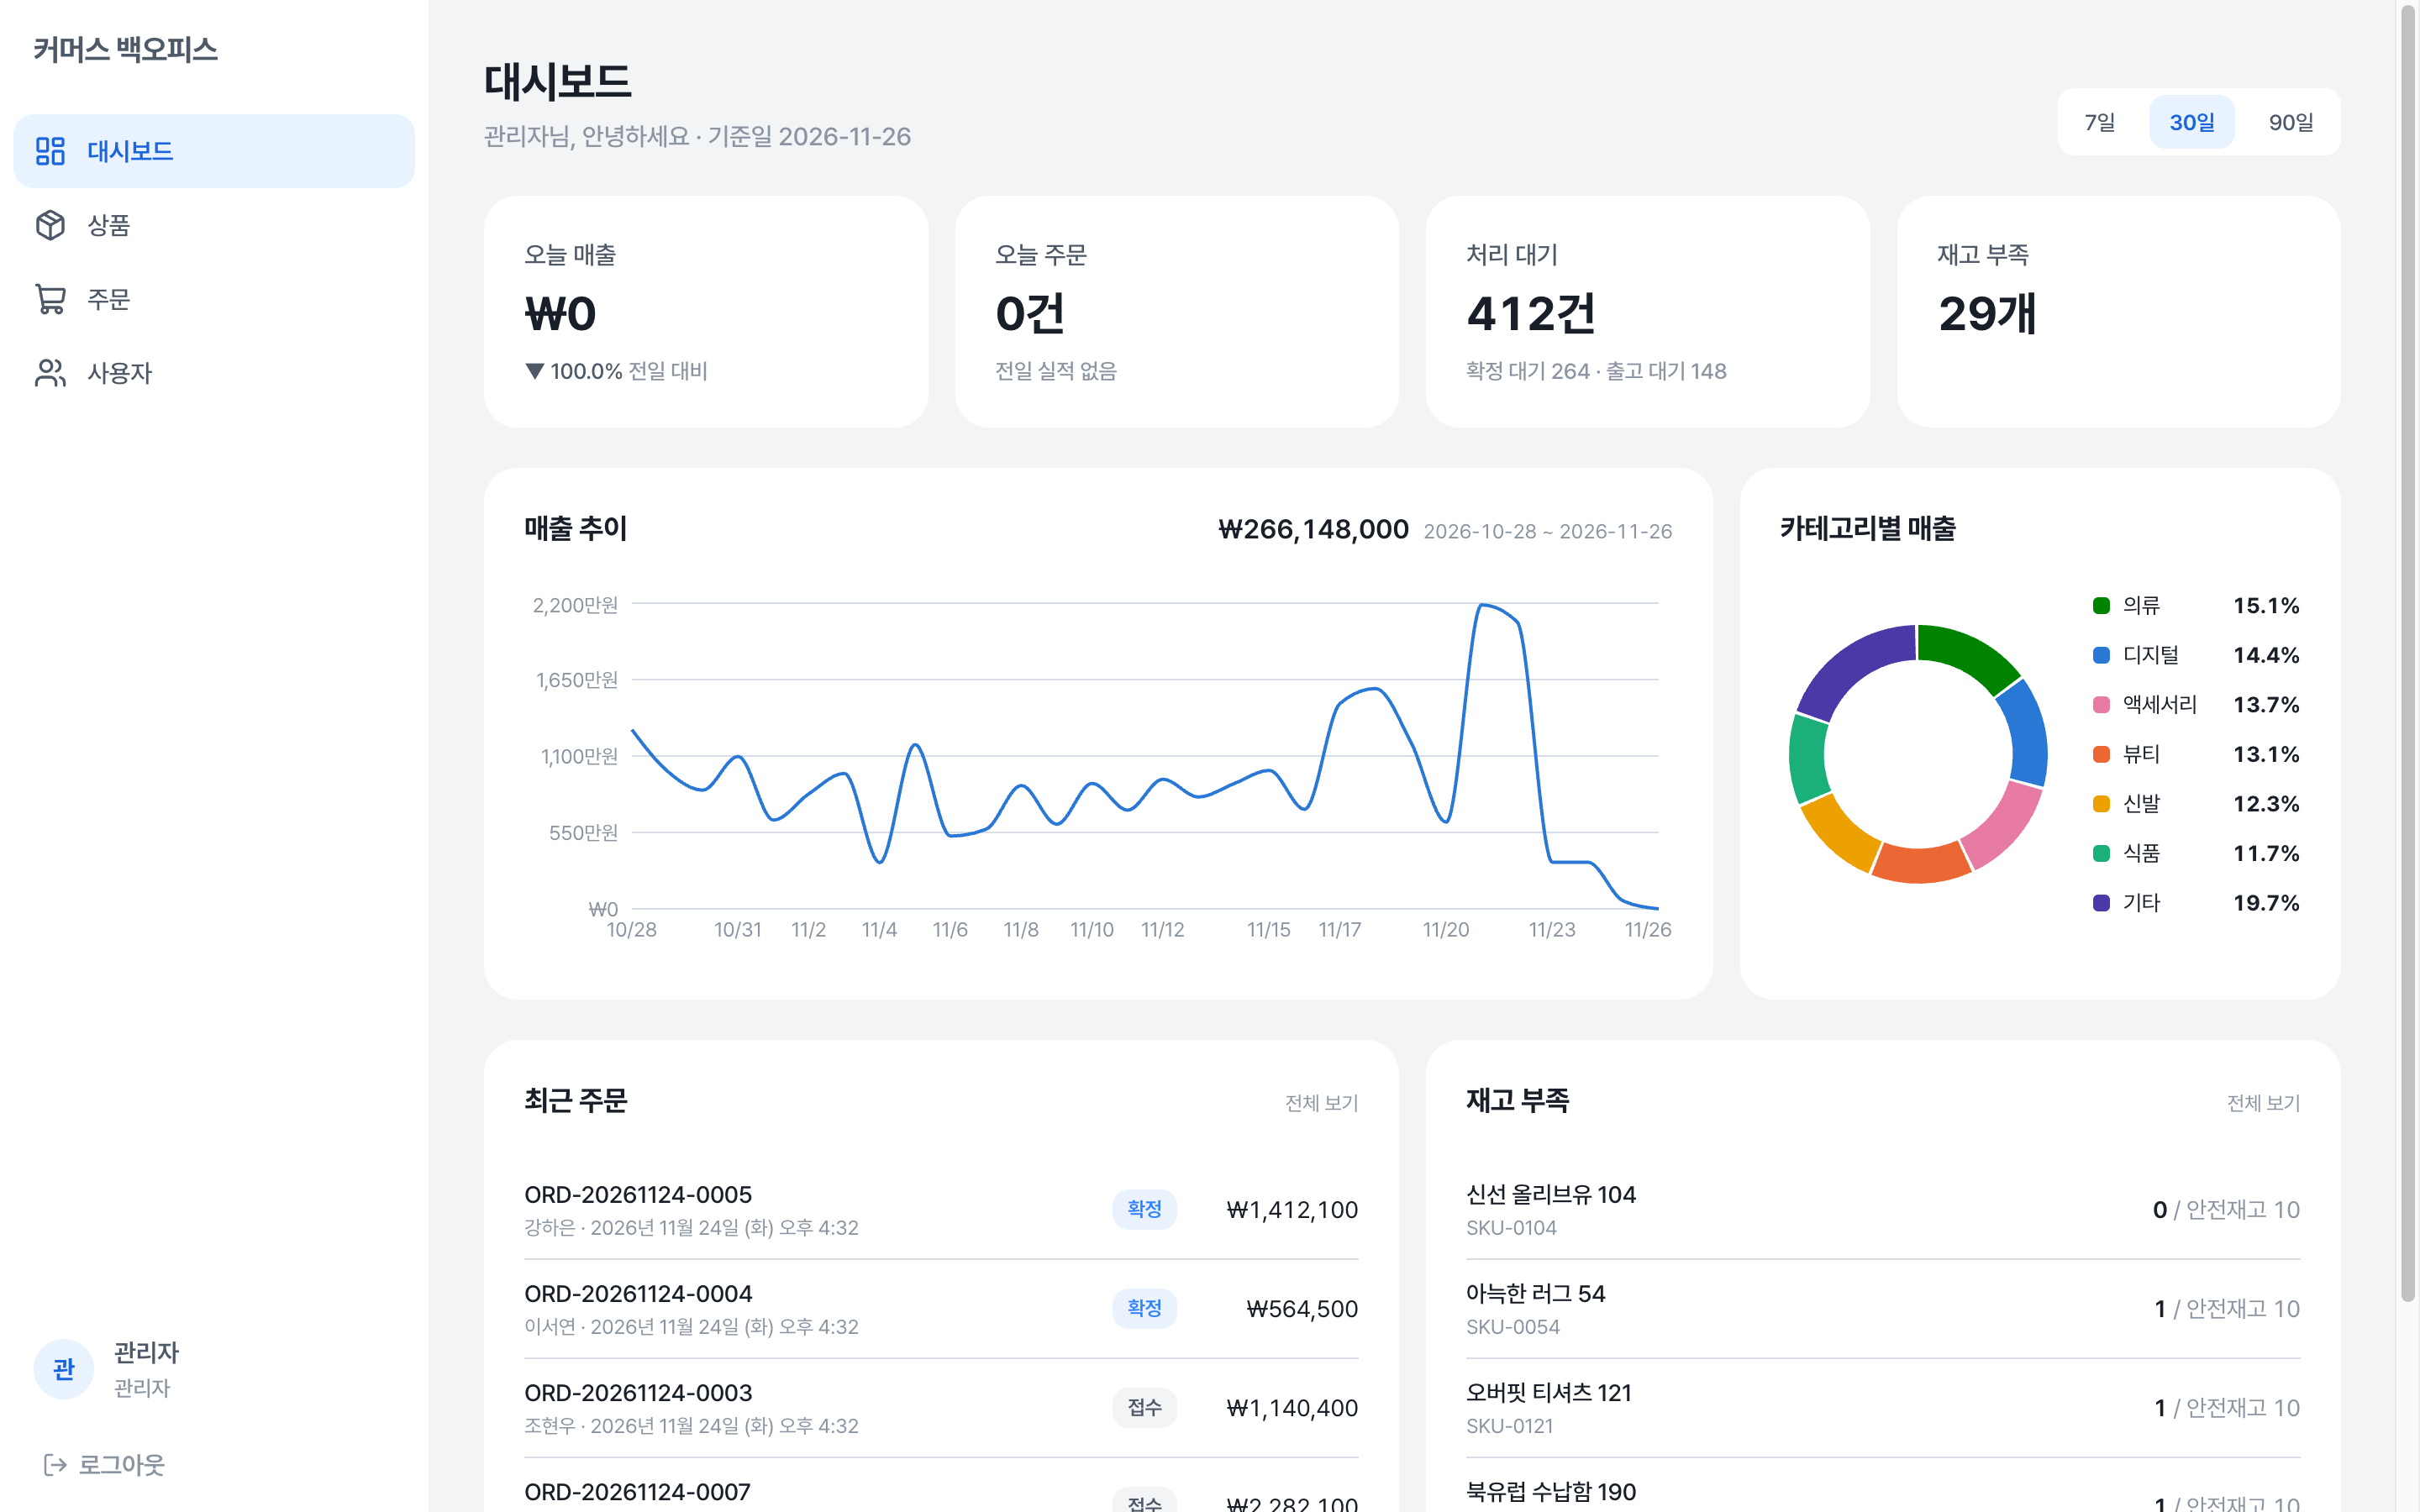 커머스 백오피스
대시보드
상품
주문
사용자
관
관리자
관리자
로그아웃
대시보드
관리자님, 안녕하세요 · 기준일 2026-11-26
7일
30일
90일
오늘 매출
₩0
▼ 100.0% 전일 대비
오늘 주문
0건
전일 실적 없음
처리 대기
412건
확정 대기 264 · 출고 대기 148
재고 부족
29개
매출 추이
₩266,148,000 2026-10-28 ~ 2026-11-26
2,200만원
1,650만원
1,100만원
550만원
₩0
10/28 10/31 11/2 11/4 11/6 11/8 11/10 11/12 11/15 11/17 11/20 11/23 11/26
카테고리별 매출
의류 15.1%
디지털 14.4%
액세서리 13.7%
뷰티 13.1%
신발 12.3%
식품 11.7%
기타 19.7%
최근 주문
전체 보기
ORD-20261124-0005
강하은 · 2026년 11월 24일 (화) 오후 4:32
확정
₩1,412,100
ORD-20261124-0004
이서연 · 2026년 11월 24일 (화) 오후 4:32
확정
₩564,500
ORD-20261124-0003
조현우 · 2026년 11월 24일 (화) 오후 4:32
접수
₩1,140,400
ORD-20261124-0007
접수
₩2,282,100
재고 부족
전체 보기
신선 올리브유 104
SKU-0104
0 / 안전재고 10
아늑한 러그 54
SKU-0054
1 / 안전재고 10
오버핏 티셔츠 121
SKU-0121
1 / 안전재고 10
북유럽 수납함 190
1 / 안전재고 10